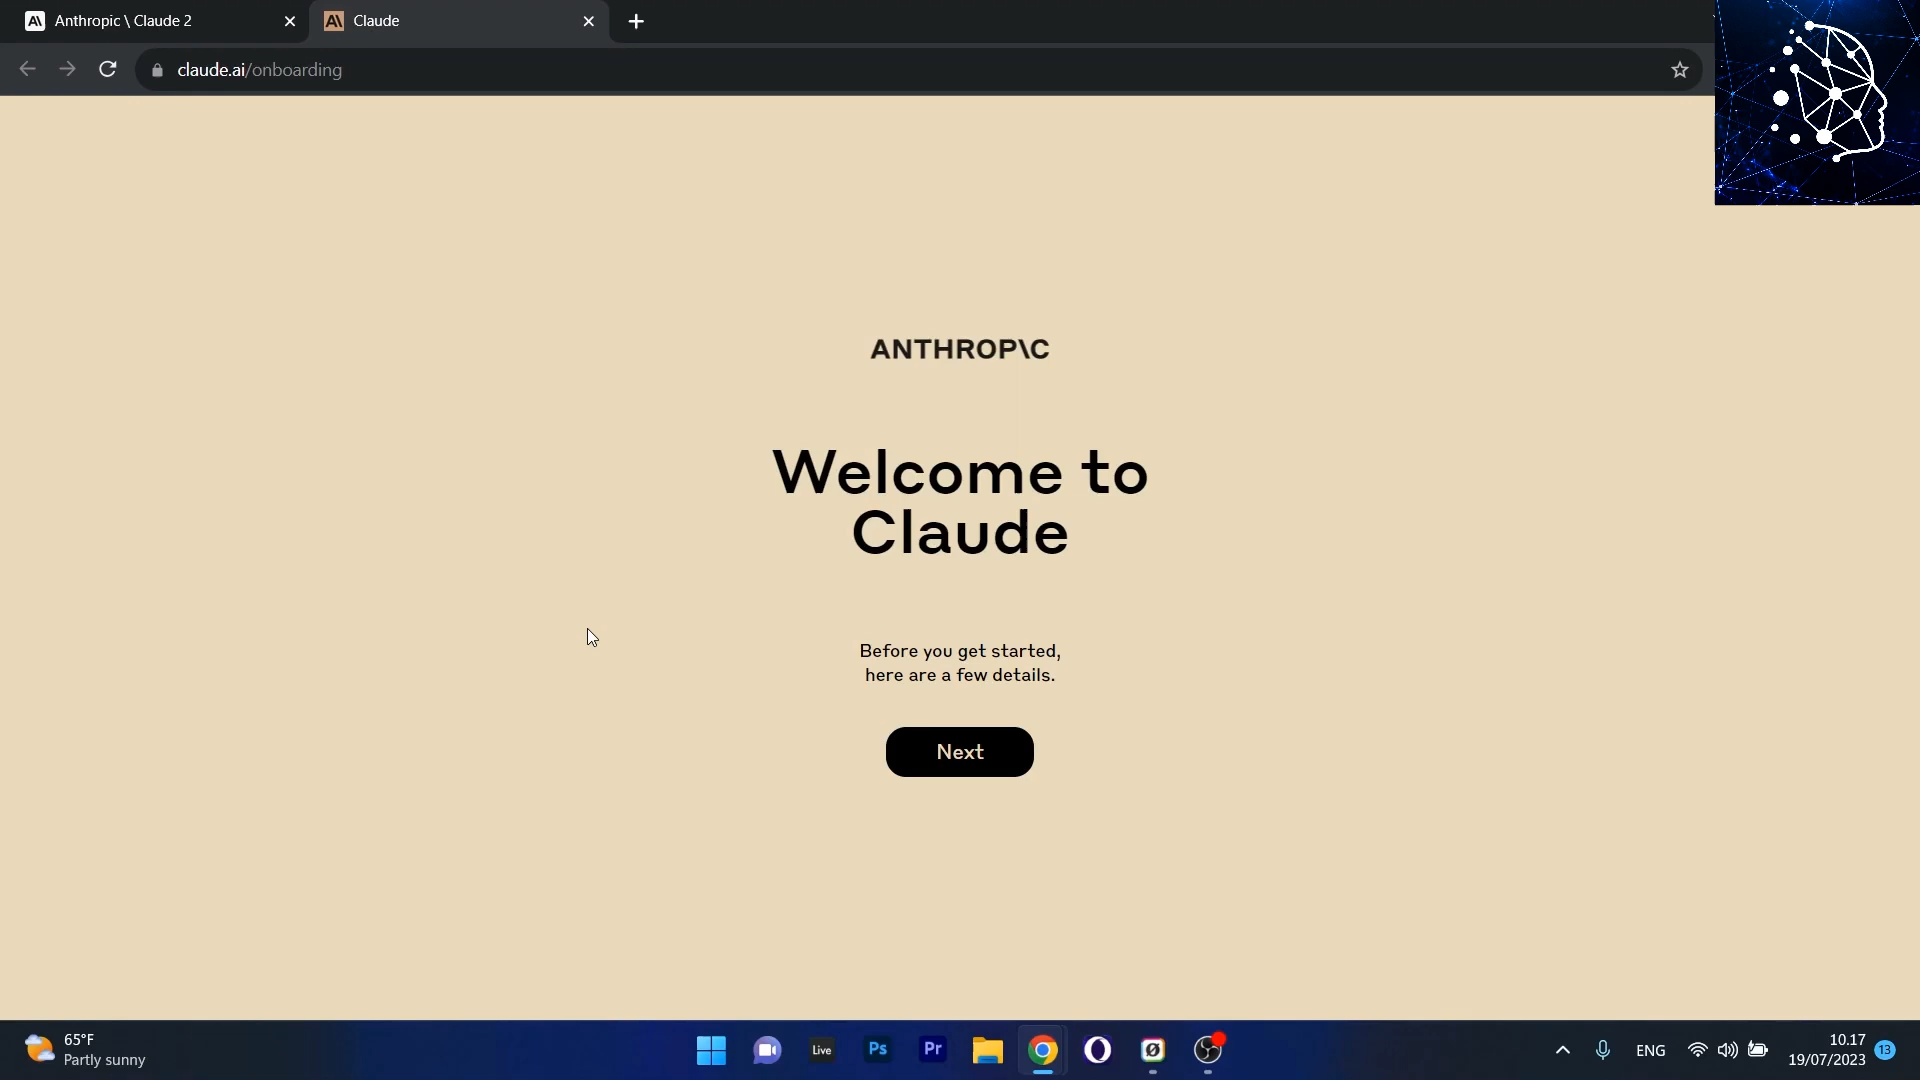 Anthropic \ Claude 2
Claude
claude.ai/onboarding
ANTHROP\C
Welcome to
Claude
Before you get started,
here are a few details.
Next
65°F
Partly sunny
Live
Ps
Pr
ENG
10.17
19/07/2023
13